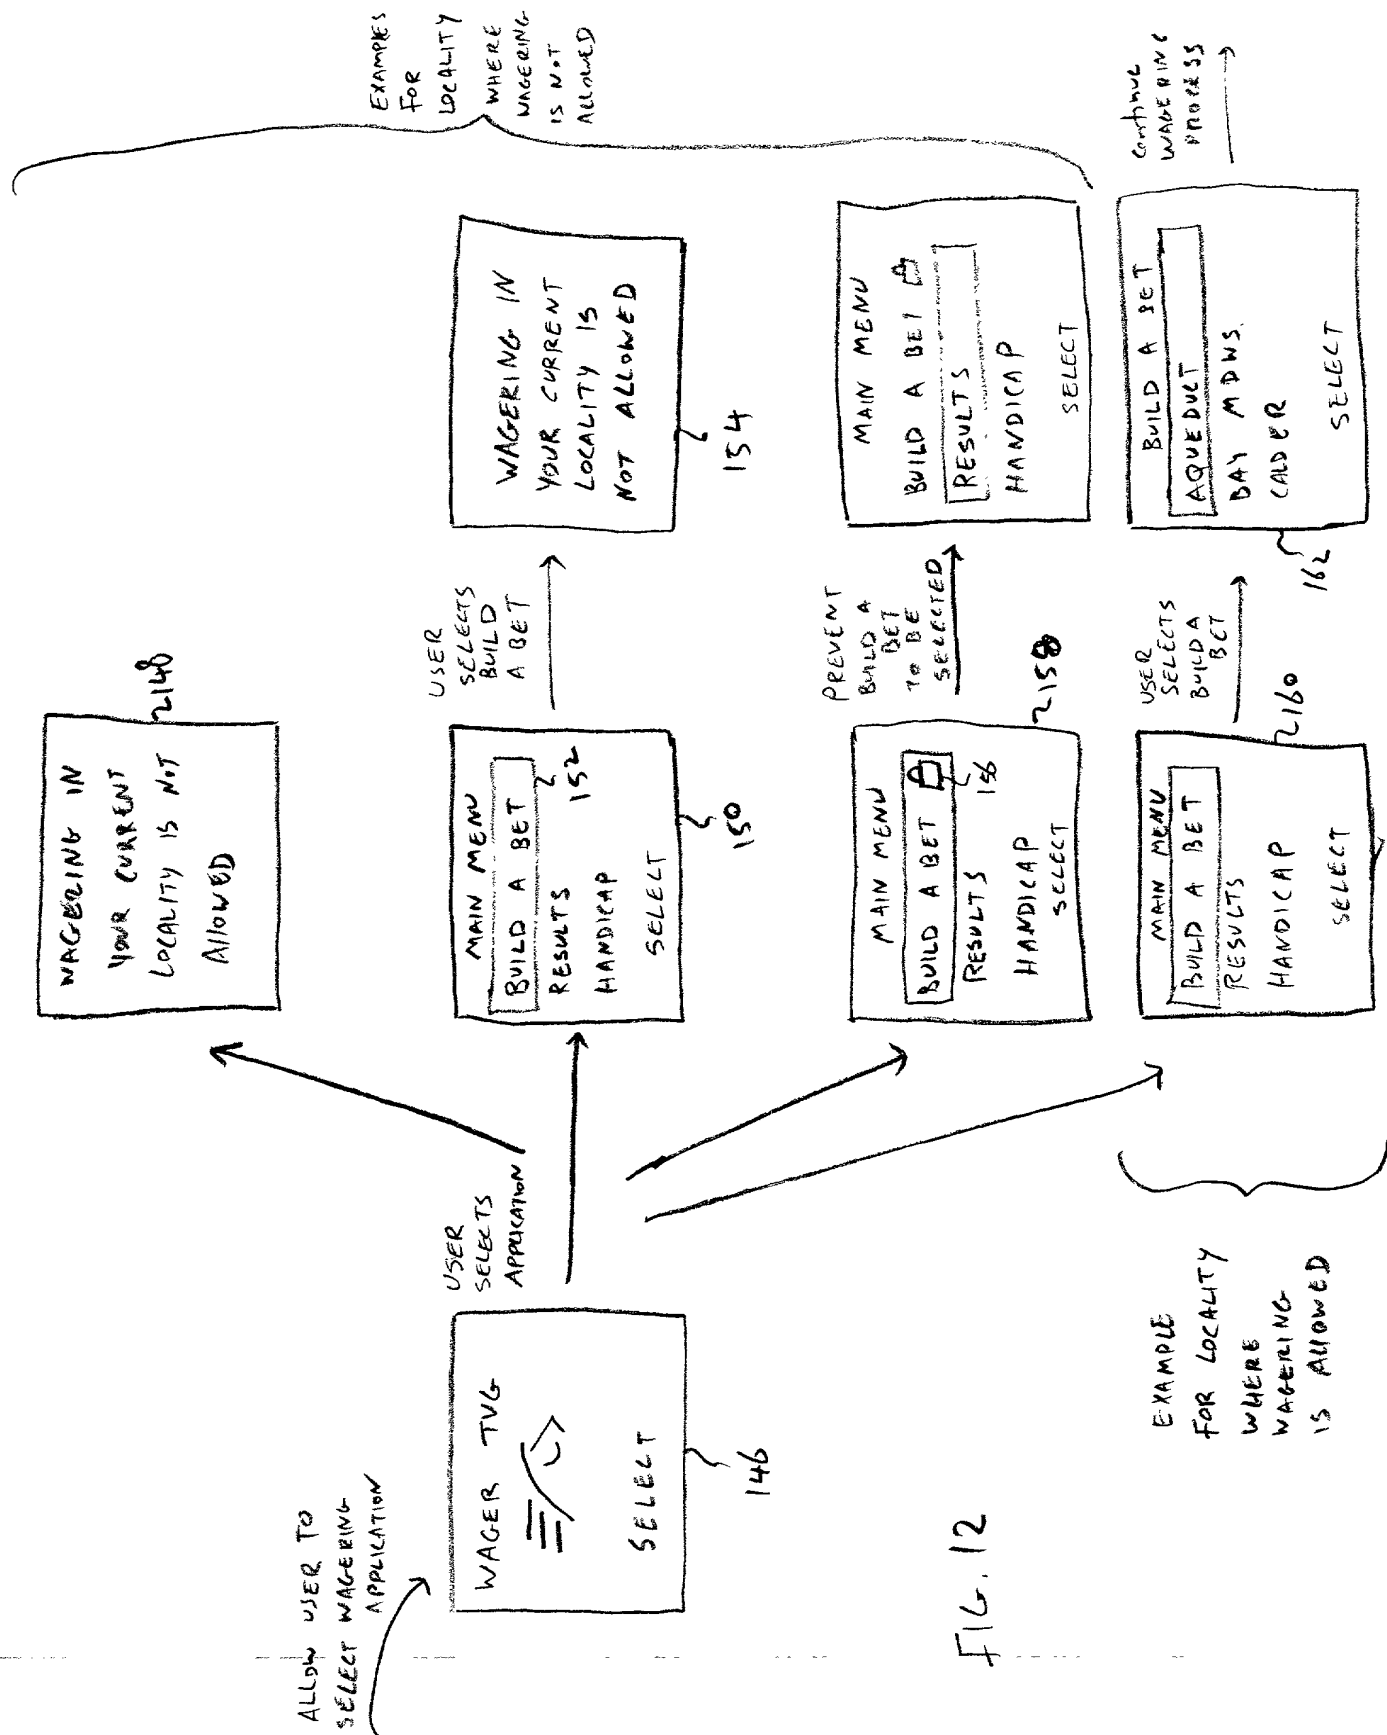 ALLOW USER TO
SELECT WAGERING
APPLICATION
WAGER TVG
SELECT
146
USER
SELECTS
APPLICATION
WAGERING IN
YOUR CURRENT
LOCALITY IS NOT
ALLOWED
148
MAIN MENU
BUILD A BET
152
RESULTS
HANDICAP
SELECT
150
USER
SELECTS
BUILD
A BET
WAGERING IN
YOUR CURRENT
LOCALITY IS
NOT ALLOWED
154
EXAMPLES
FOR
LOCALITY
WHERE
WAGERING
IS NOT
ALLOWED
MAIN MENU
BUILD A BET
156
RESULTS
HANDICAP
SELECT
158
PREVENT
BUILD A
BET
TO BE
SELECTED
MAIN MENU
BUILD A BET
RESULTS
HANDICAP
SELECT
EXAMPLE
FOR LOCALITY
WHERE
WAGERING
IS ALLOWED
MAIN MENU
BUILD A BET
RESULTS
HANDICAP
SELECT
160
USER
SELECTS
BUILD A
BET
BUILD A BET
AQUEDUCT
BAY MDWS.
CALDER
SELECT
162
Continue
WAGERING
PROCESS
FIG. 12